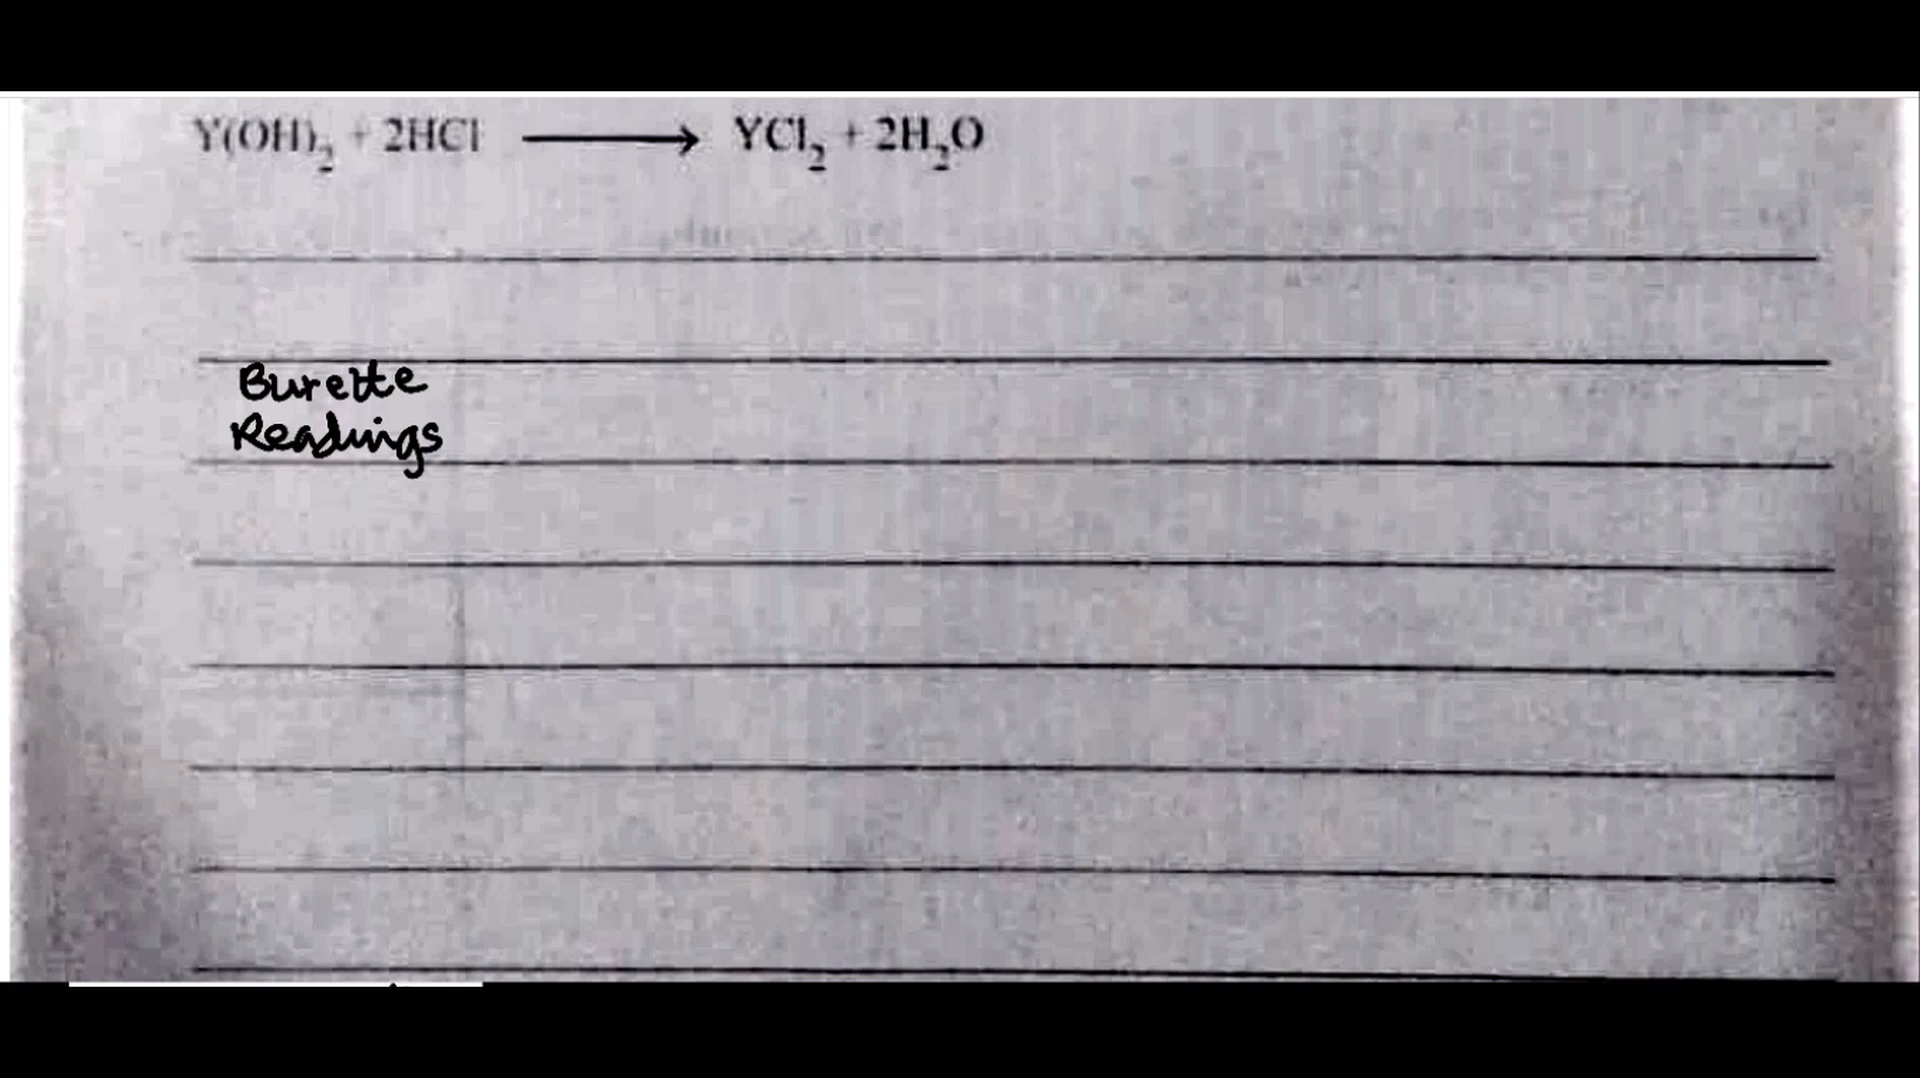 Y(OH)₂ + 2HCl ⟶ YCl₂ + 2H₂O
Burette
Readings